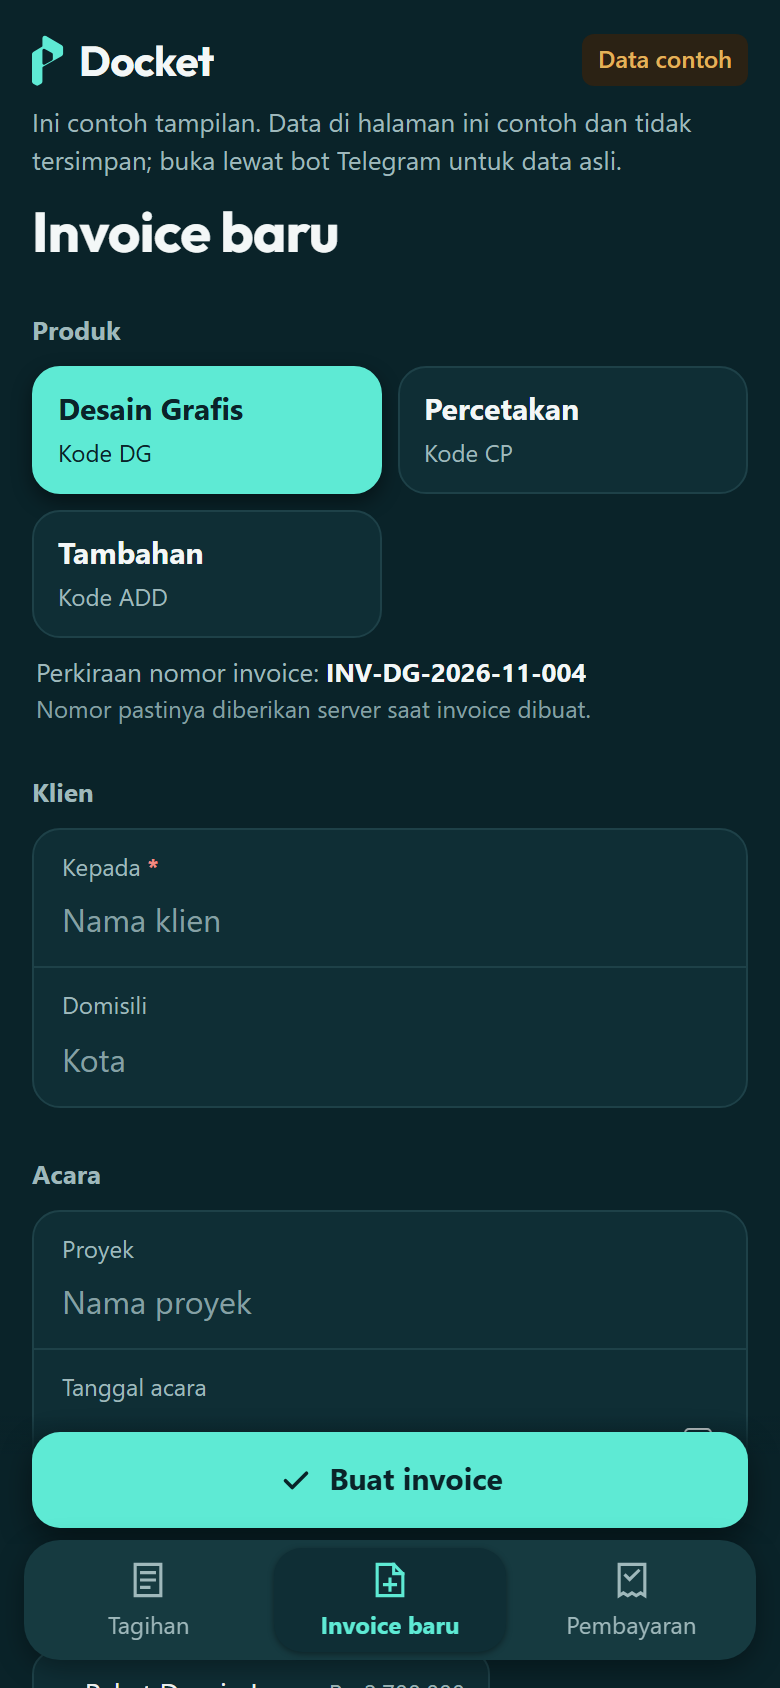 Docket
Data contoh
Ini contoh tampilan. Data di halaman ini contoh dan tidak
tersimpan; buka lewat bot Telegram untuk data asli.
Invoice baru
Produk
Desain Grafis
Kode DG
Percetakan
Kode CP
Tambahan
Kode ADD
Perkiraan nomor invoice: INV-DG-2026-11-004
Nomor pastinya diberikan server saat invoice dibuat.
Klien
Kepada *
Nama klien
Domisili
Kota
Acara
Proyek
Nama proyek
Tanggal acara
Buat invoice
Tagihan
Invoice baru
Pembayaran